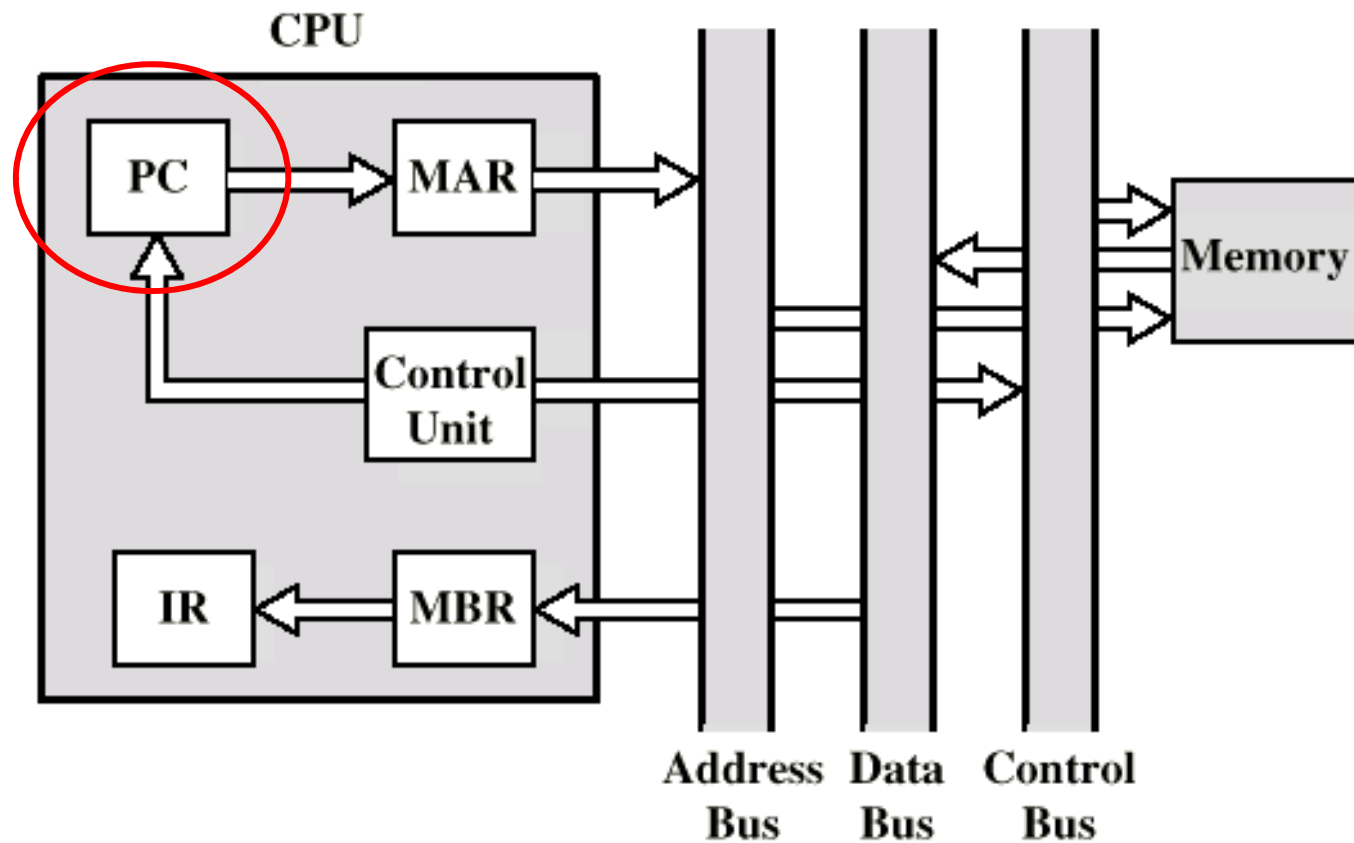 CPU
PC
MAR
Memory
Control
Unit
IR
MBR
Address
Bus
Data
Bus
Control
Bus